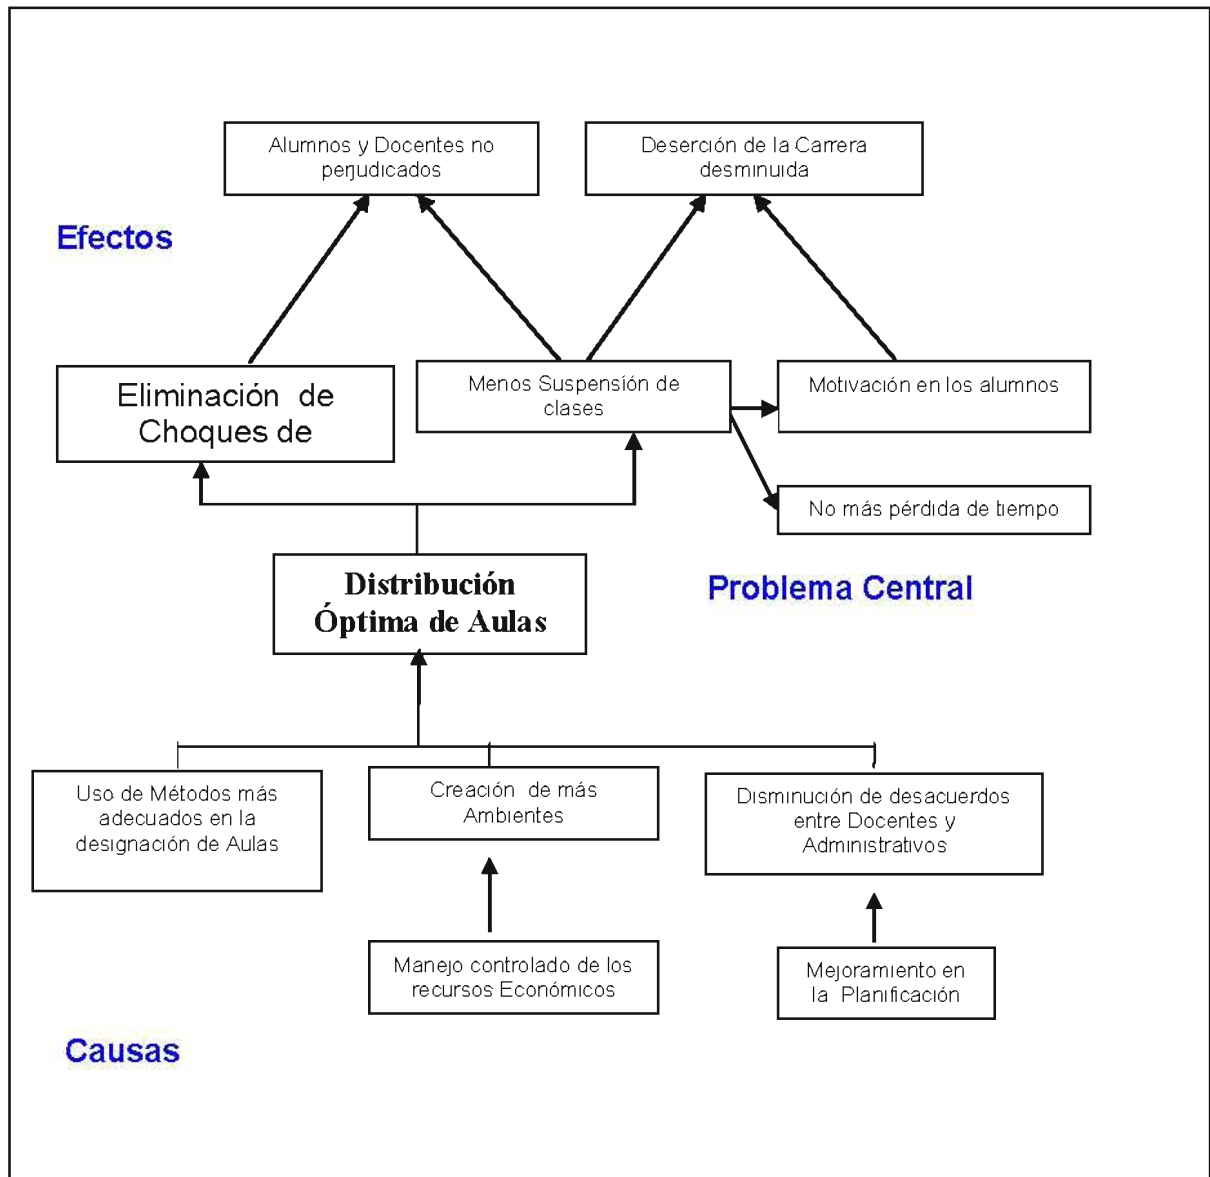 Alumnos y Docentes no
perjudicados
Deserción de la Carrera
desminuida
Efectos
Eliminación de
Choques de
Menos Suspensión de
clases
Motivación en los alumnos
No más pérdida de tiempo
Distribución
Óptima de Aulas
Problema Central
Uso de Métodos más
adecuados en la
designación de Aulas
Creación de más
Ambientes
Disminución de desacuerdos
entre Docentes y
Administrativos
Manejo controlado de los
recursos Económicos
Mejoramiento en
la Planificación
Causas